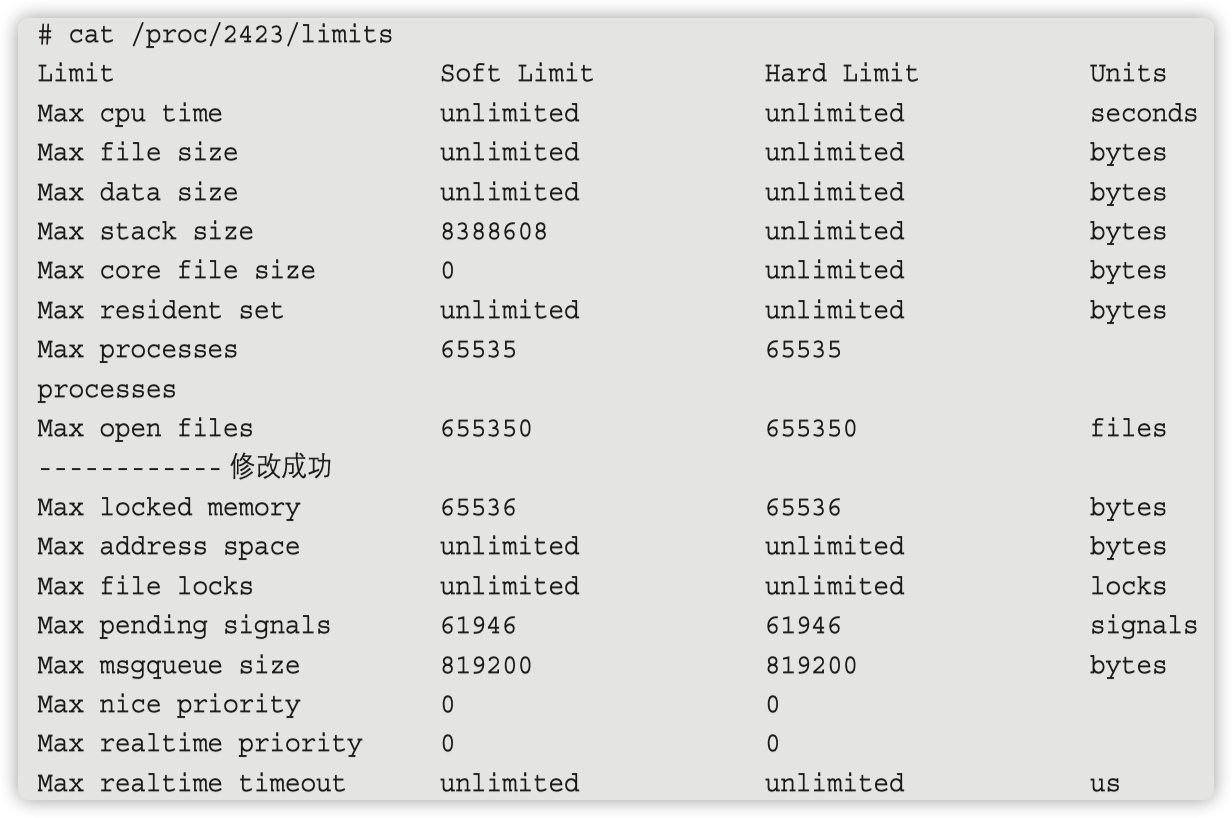 # cat /proc/2423/limits
Limit Soft Limit Hard Limit Units
Max cpu time unlimited unlimited seconds
Max file size unlimited unlimited bytes
Max data size unlimited unlimited bytes
Max stack size 8388608 unlimited bytes
Max core file size 0 unlimited bytes
Max resident set unlimited unlimited bytes
Max processes 65535 65535
processes
Max open files 655350 655350 files
------------ 修改成功
Max locked memory 65536 65536 bytes
Max address space unlimited unlimited bytes
Max file locks unlimited unlimited locks
Max pending signals 61946 61946 signals
Max msgqueue size 819200 819200 bytes
Max nice priority 0 0
Max realtime priority 0 0
Max realtime timeout unlimited unlimited us